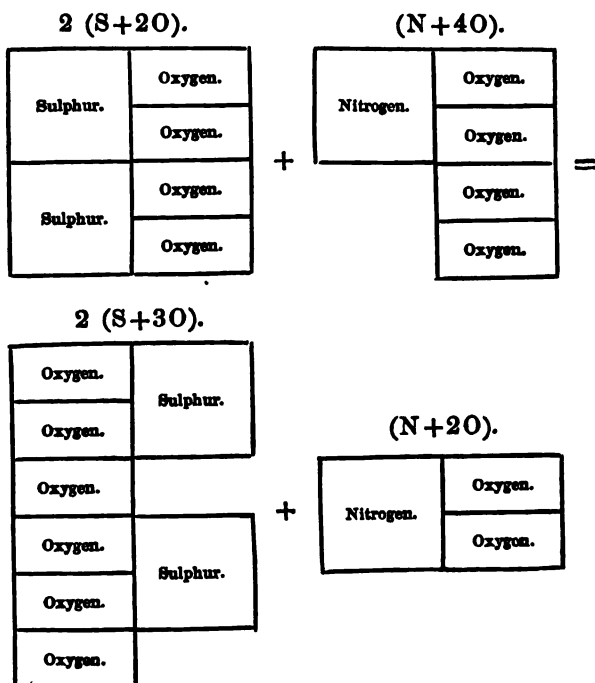 2 (S+2O).
Sulphur.
Oxygen.
Oxygen.
Sulphur.
Oxygen.
Oxygen.
+
(N+4O).
Nitrogen.
Oxygen.
Oxygen.
Oxygen.
Oxygen.
=
2 (S+3O).
Oxygen.
Sulphur.
Oxygen.
Oxygen.
Oxygen.
Sulphur.
Oxygen.
Oxygen.
+
(N+2O).
Nitrogen.
Oxygen.
Oxygon.